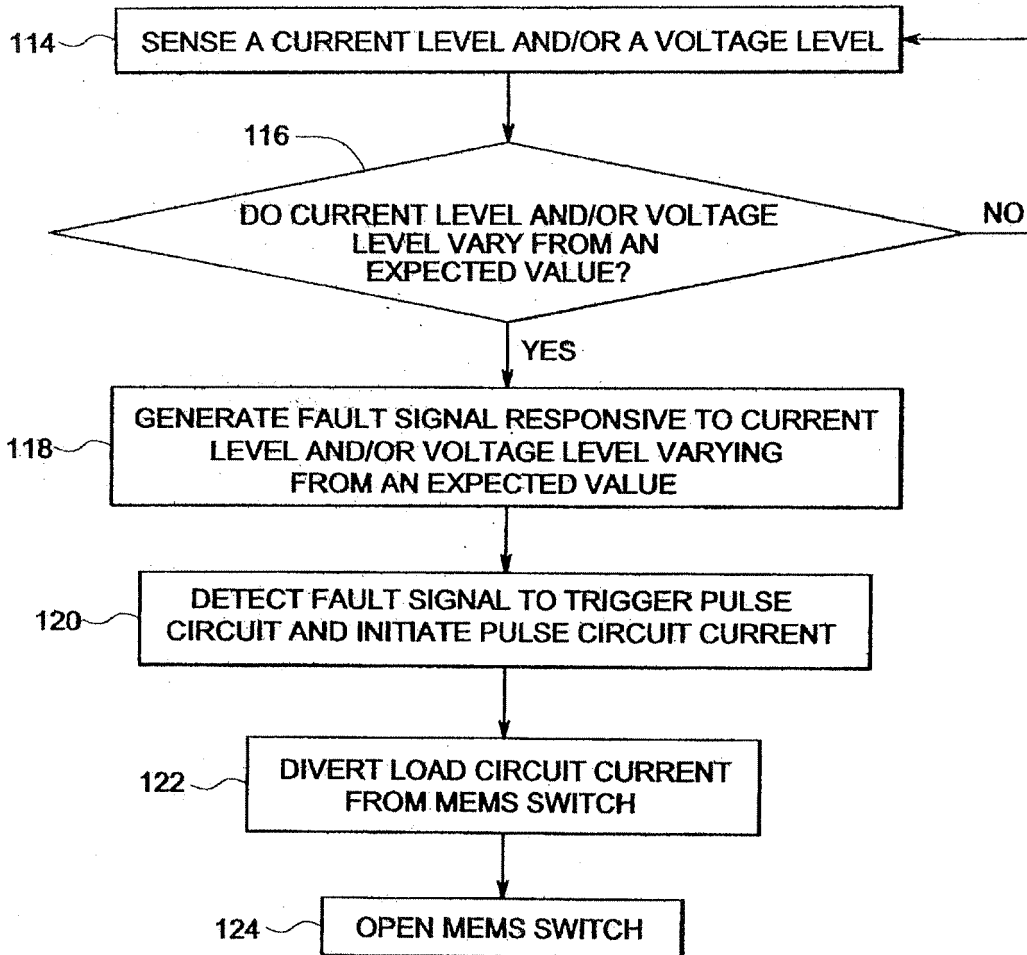 114
SENSE A CURRENT LEVEL AND/OR A VOLTAGE LEVEL
116
DO CURRENT LEVEL AND/OR VOLTAGE
LEVEL VARY FROM AN
EXPECTED VALUE?
NO
YES
118
GENERATE FAULT SIGNAL RESPONSIVE TO CURRENT
LEVEL AND/OR VOLTAGE LEVEL VARYING
FROM AN EXPECTED VALUE
120
DETECT FAULT SIGNAL TO TRIGGER PULSE
CIRCUIT AND INITIATE PULSE CIRCUIT CURRENT
122
DIVERT LOAD CIRCUIT CURRENT
FROM MEMS SWITCH
124
OPEN MEMS SWITCH